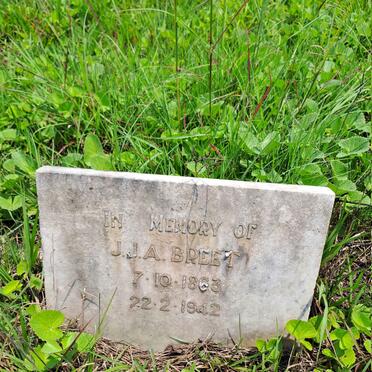 IN MEMORY OF
J.J.A. BREET
7-10-1863
22-2-1942